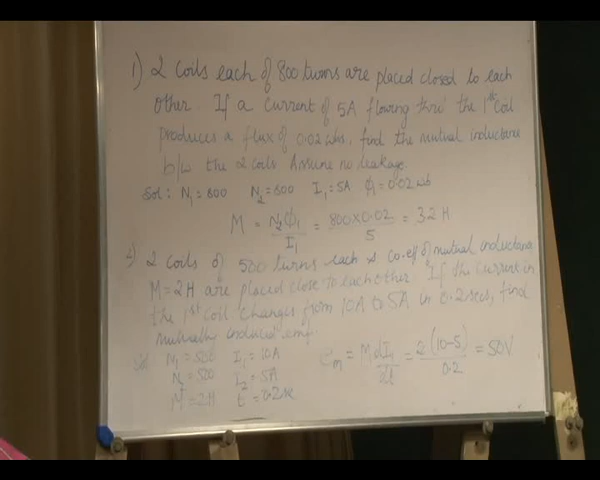 1) 2 coils each of 800 turns are placed closed to each
other. If a current of 5A flowing thro' the 1st coil
produces a flux of 0.02 wbs, find the mutual inductance
b/w the 2 coils. Assume no leakage.
Sol: N₁=800 N₂=800 I₁=5A ϕ₁=0.02 wb
M = N₂ϕ₁/I₁ = 800×0.02/5 = 3.2 H
2) 2 coils of 500 turns each & co-eff of mutual inductance
M=2H are placed close to each other. If the current in
the 1st coil changes from 10A to 5A in 0.2 secs, find
mutually induced emf.
Sol N₁=500 I₁=10A eₘ = M dI₁/dt = 2(10-5)/0.2 = 50V
N₂=500 I₂=5A
M=2H t=0.2 sec